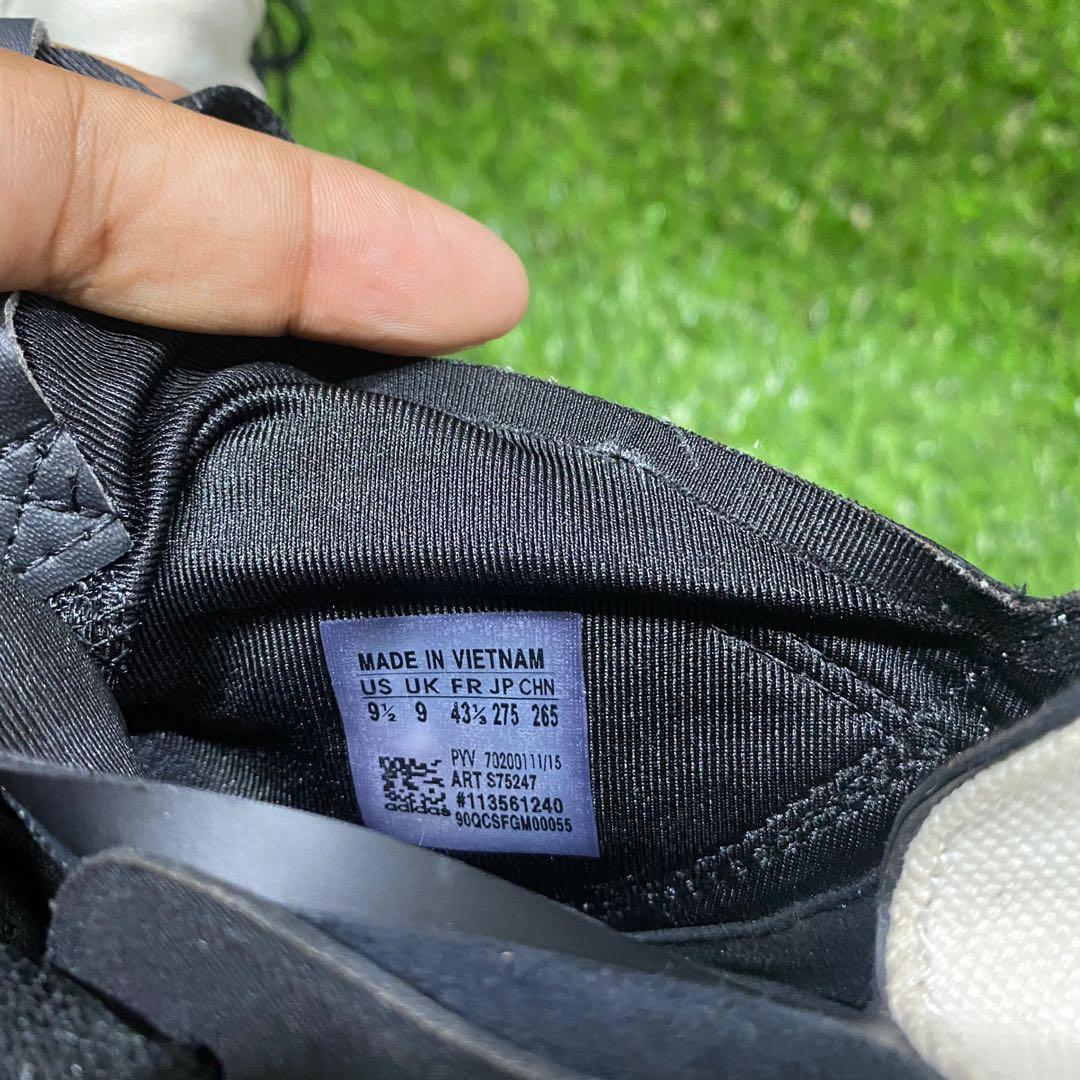 MADE IN VIETNAM
US UK FR JP CHN
9½ 9 43⅓ 275 265
PYV 70200111/15
ART S75247
#113561240
adidas
90QCSFGM00055